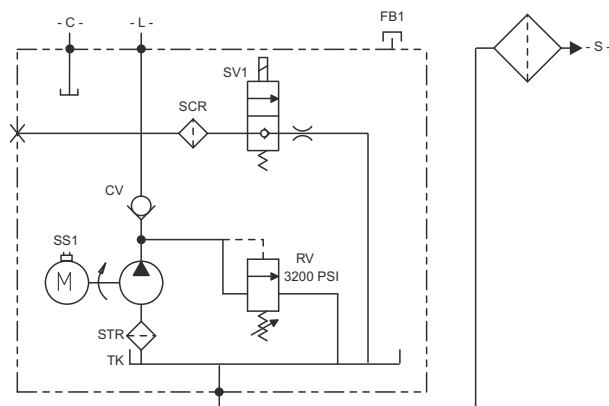 - C -
- L -
FB1
- S -
SV1
SCR
CV
SS1
M
RV
3200 PSI
STR
TK